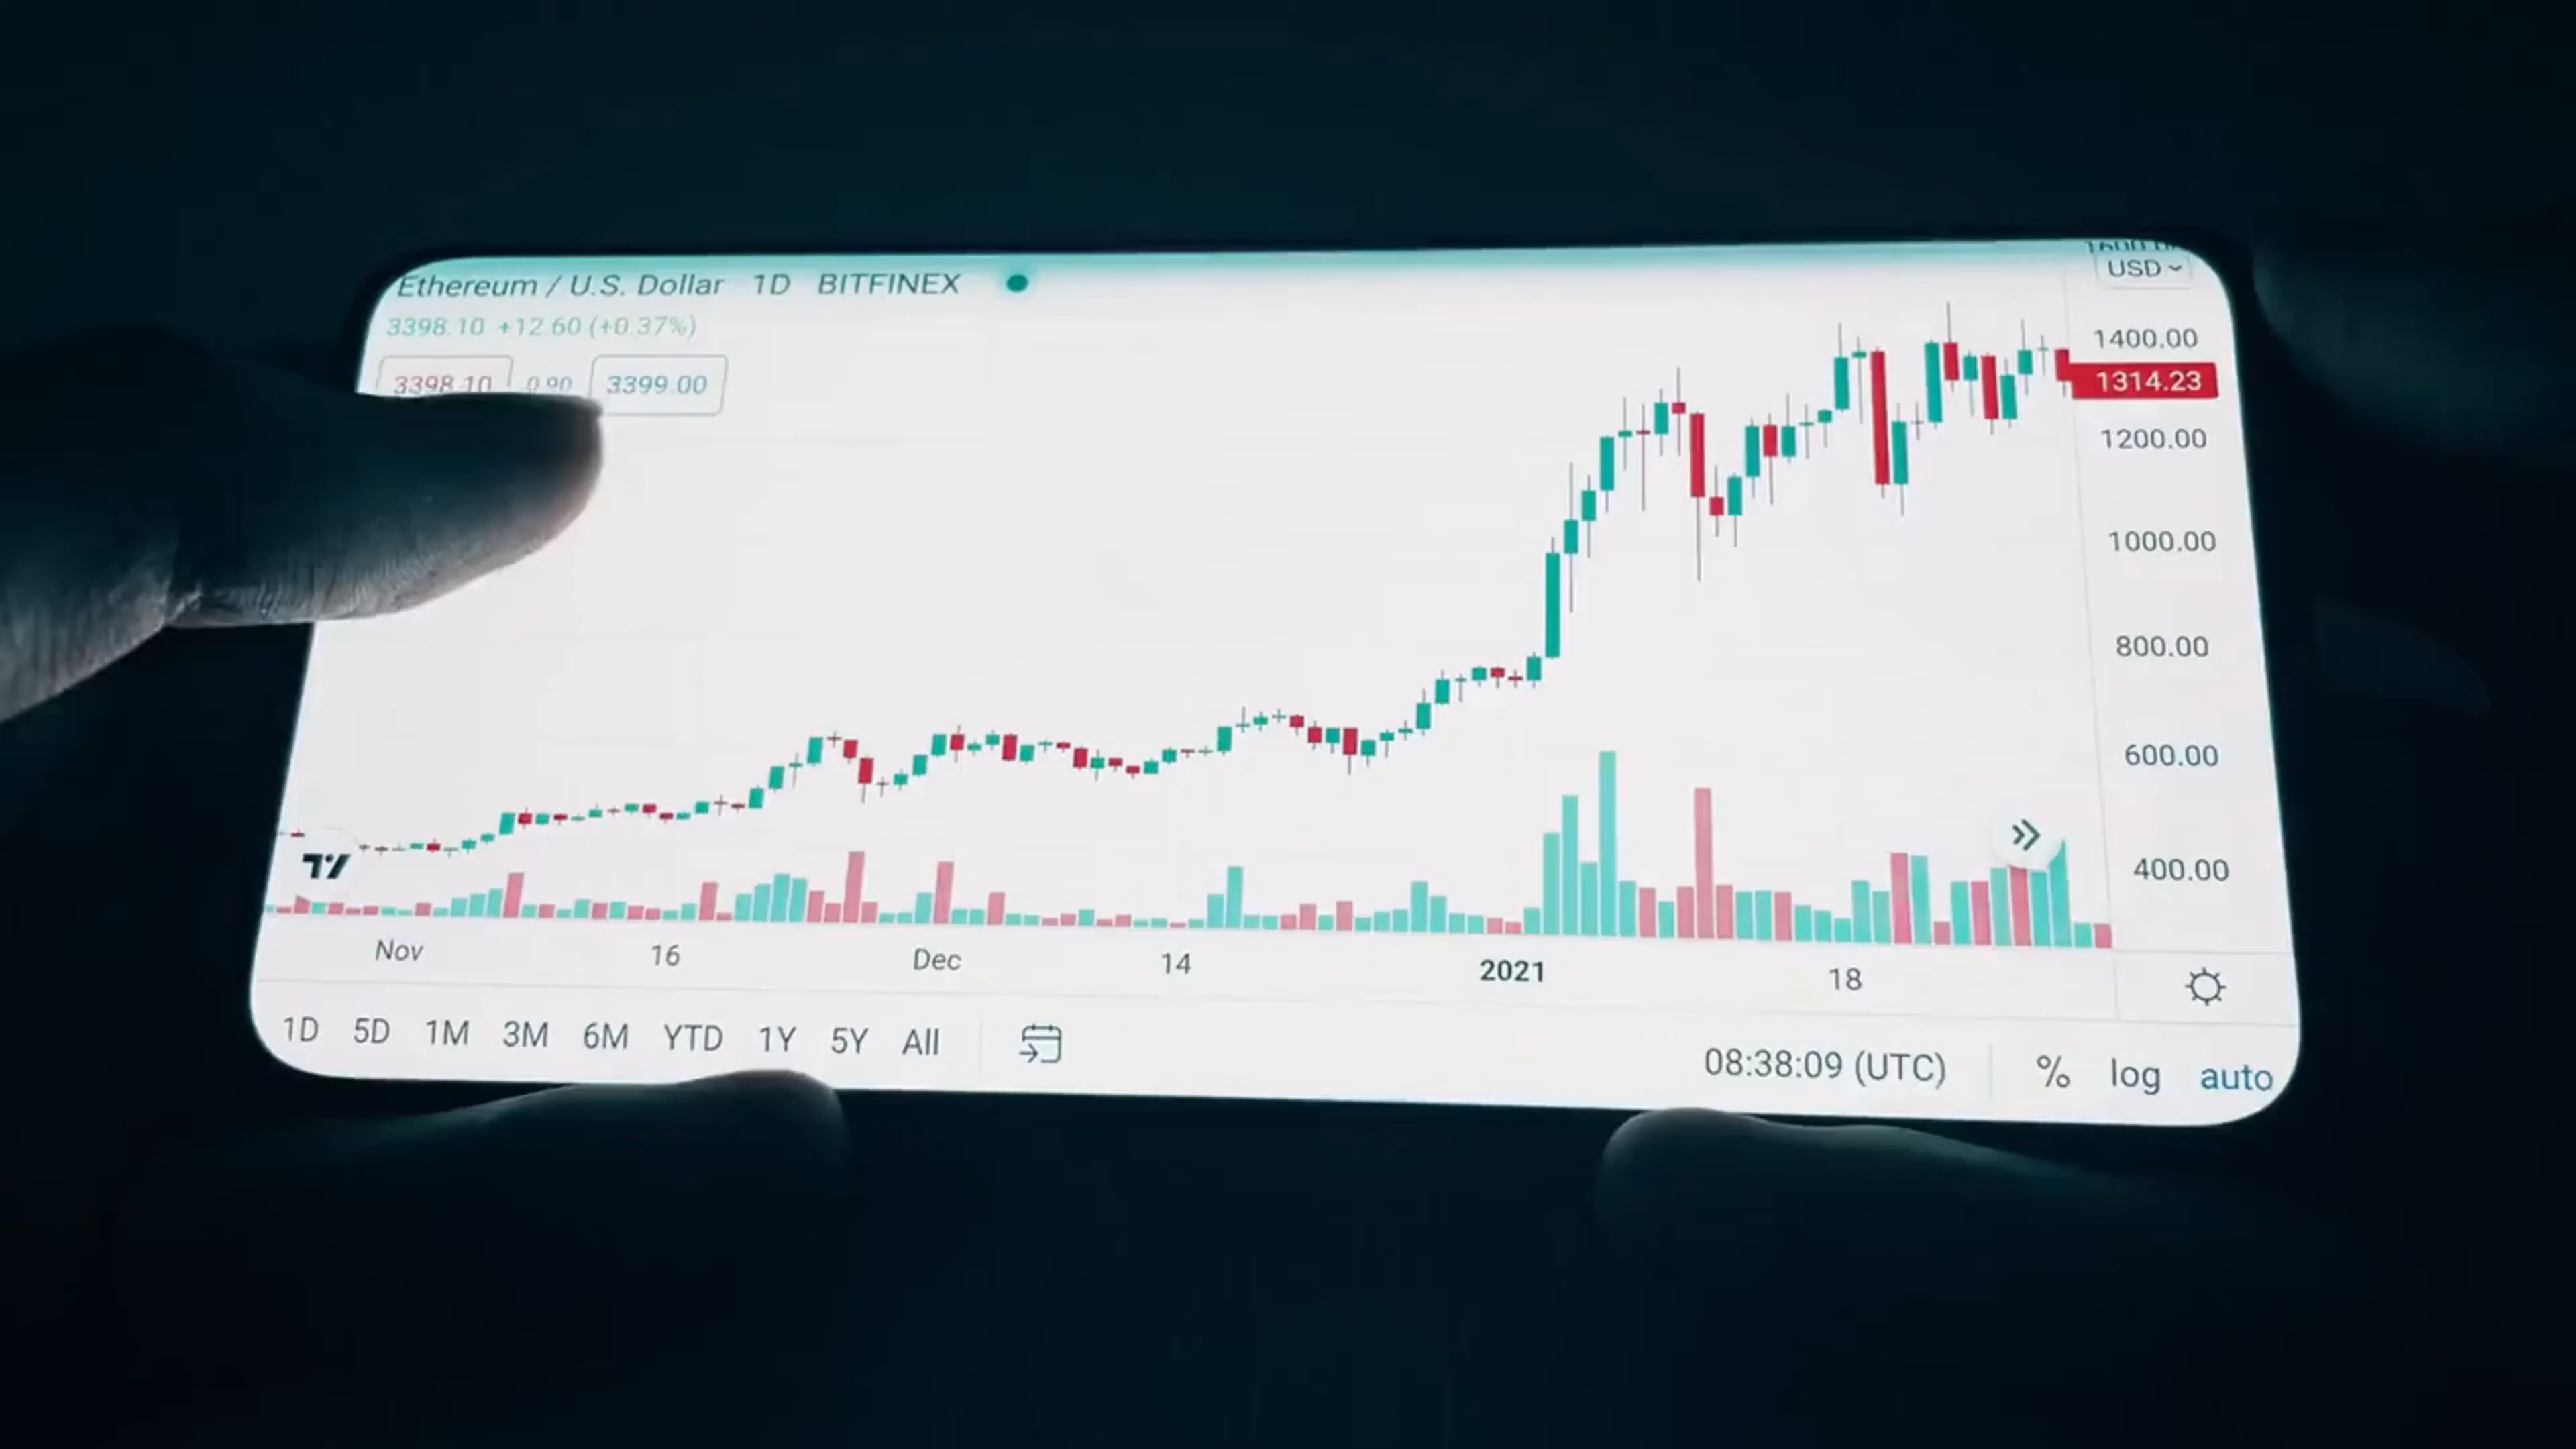 Ethereum / U.S. Dollar 1D BITFINEX
USD
3398.10 +12.60 (+0.37%)
3398.10 0.90 3399.00
1400.00
1314.23
1200.00
1000.00
800.00
600.00
400.00
Nov 16 Dec 14 2021 18
1D 5D 1M 3M 6M YTD 1Y 5Y All
08:38:09 (UTC) % log auto